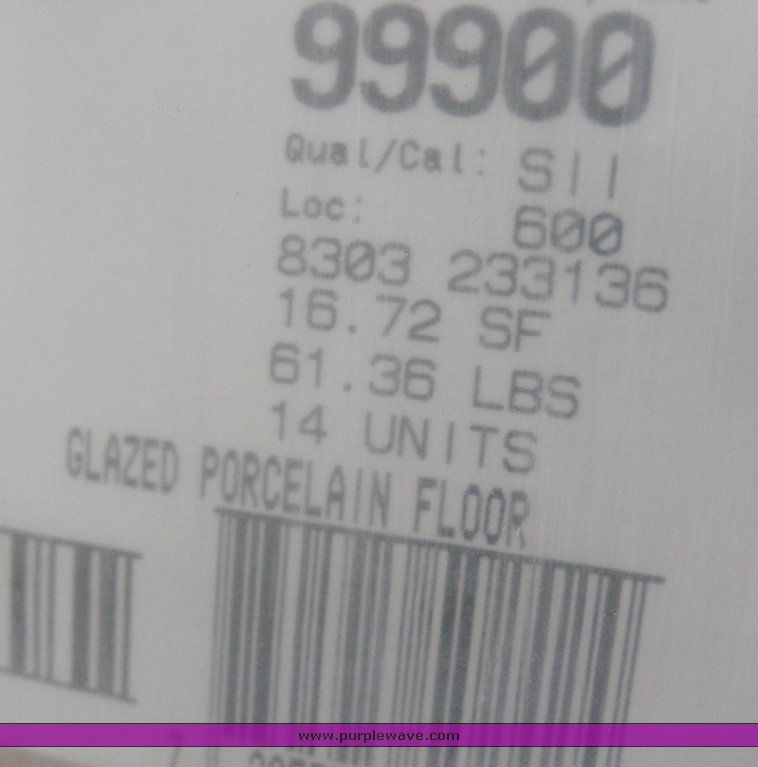 99900
Qual/Cal: SII
Loc: 600
8303 233136
16.72 SF
61.36 LBS
14 UNITS
GLAZED PORCELAIN FLOOR
www.purplewave.com